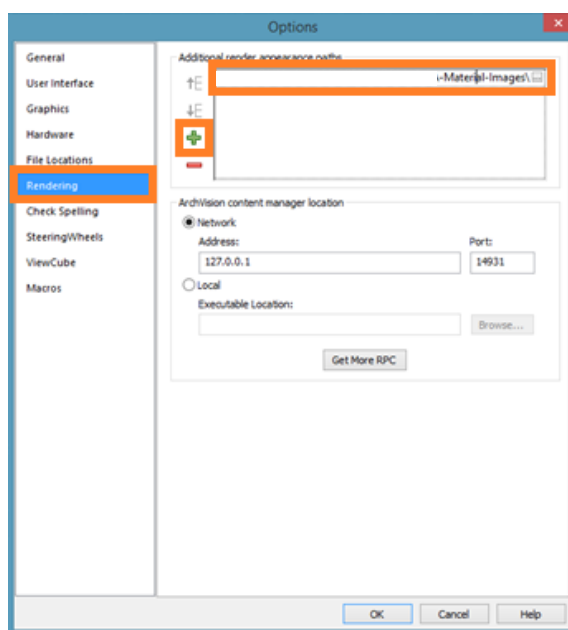 Options
General
User Interface
Graphics
Hardware
File Locations
Rendering
Check Spelling
SteeringWheels
ViewCube
Macros
Additional render appearance paths
-Material-Images\
ArchVision content manager location
Network
Address:
Port:
127.0.0.1
14931
Local
Executable Location:
Browse...
Get More RPC
OK
Cancel
Help